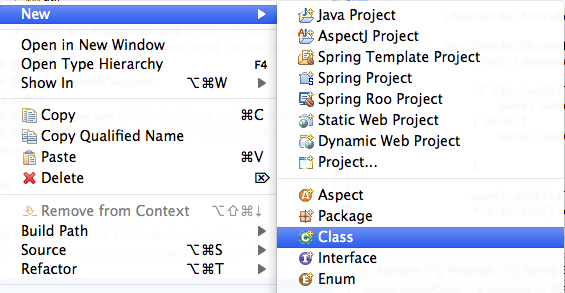 New
Open in New Window
Open Type Hierarchy F4
Show In ⌥⌘W
Copy ⌘C
Copy Qualified Name
Paste ⌘V
Delete ⌦
Remove from Context ⌥⇧⌘↓
Build Path
Source ⌥⌘S
Refactor ⌥⌘T
Java Project
AspectJ Project
Spring Template Project
Spring Project
Spring Roo Project
Static Web Project
Dynamic Web Project
Project...
Aspect
Package
Class
Interface
Enum